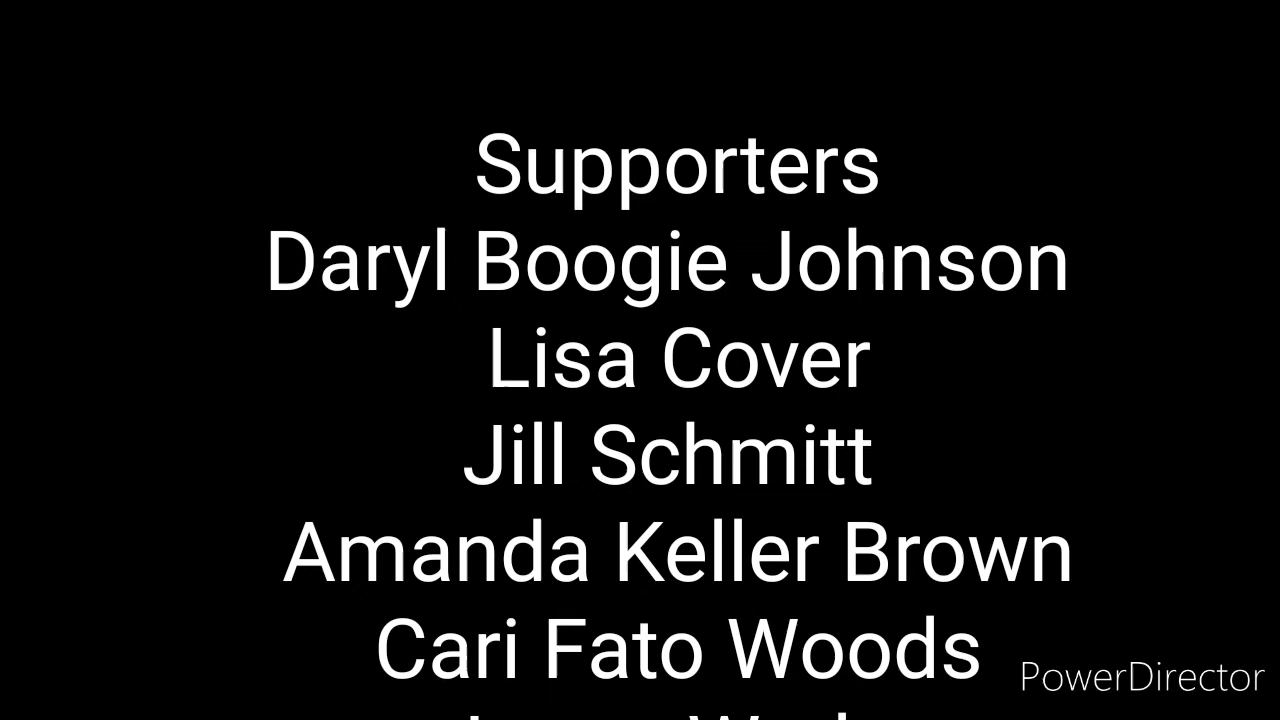 Supporters
Daryl Boogie Johnson
Lisa Cover
Jill Schmitt
Amanda Keller Brown
Cari Fato Woods
PowerDirector